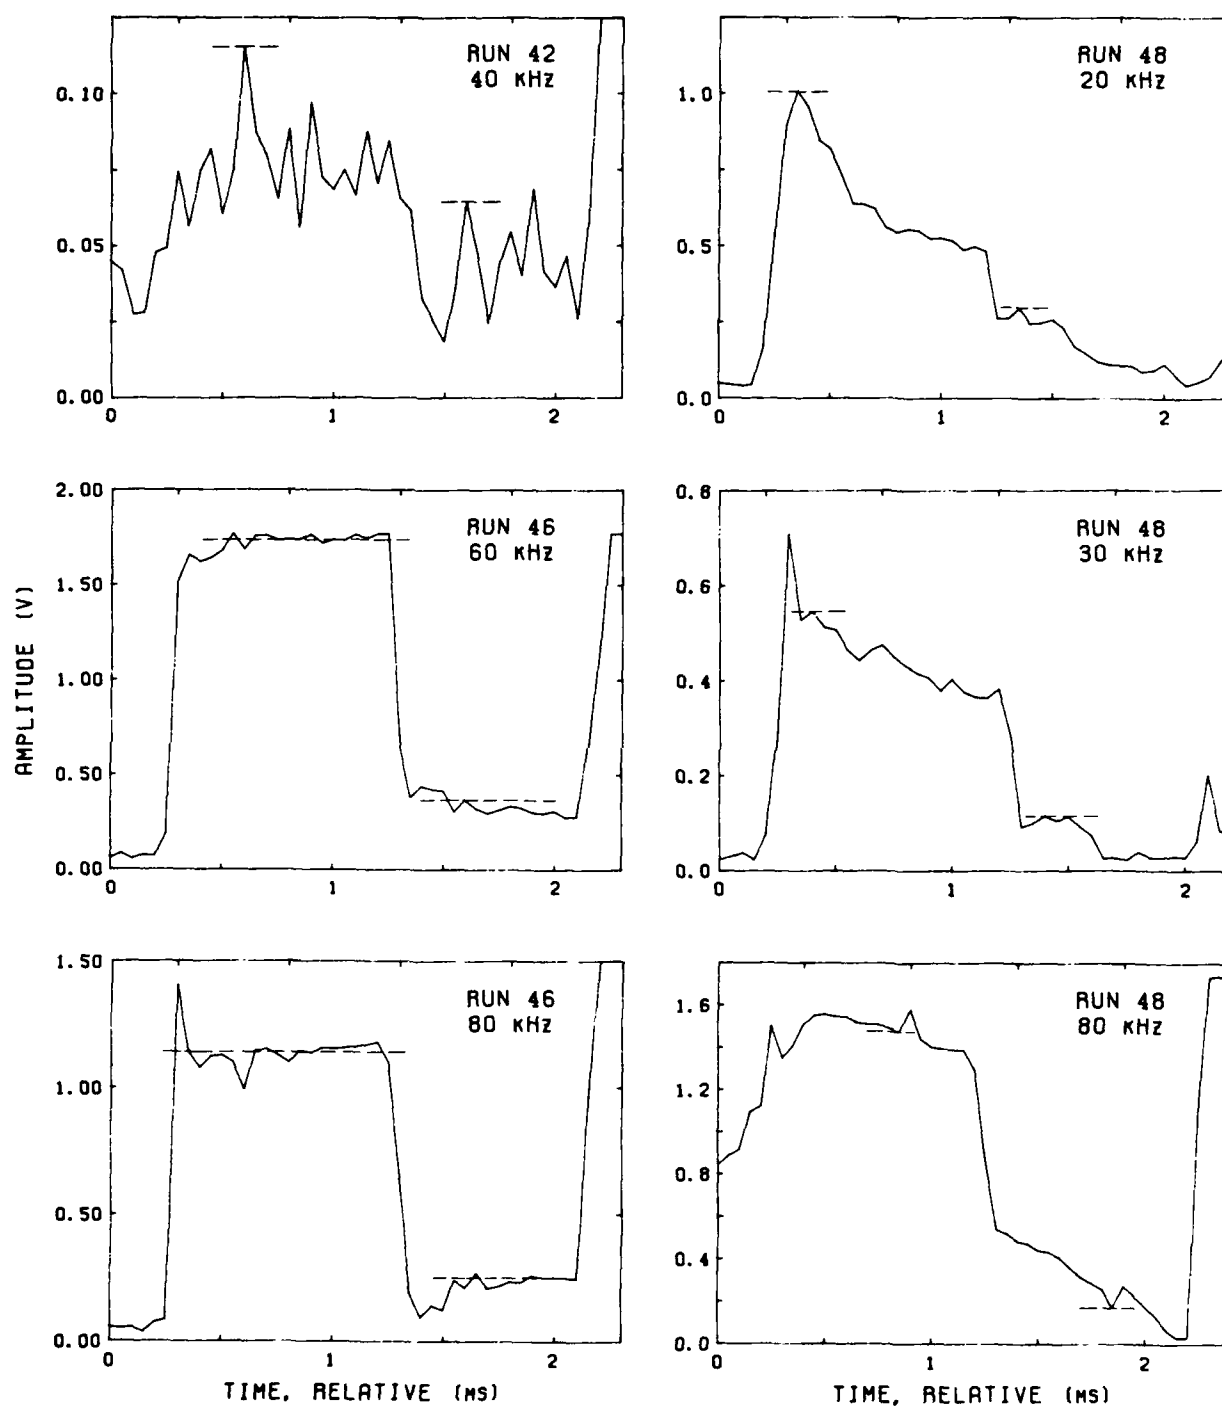 RUN 42
40 KHz
0.10
0.05
0.00
0
1
2
RUN 48
20 KHz
1.0
0.5
0.0
0
1
2
AMPLITUDE (V)
RUN 46
60 KHz
2.00
1.50
1.00
0.50
0.00
0
1
2
RUN 48
30 KHz
0.8
0.6
0.4
0.2
0.0
0
1
2
RUN 46
80 KHz
1.50
1.00
0.50
0.00
0
1
2
TIME, RELATIVE (MS)
RUN 48
80 KHz
1.6
1.2
0.8
0.4
0.0
0
1
2
TIME, RELATIVE (MS)